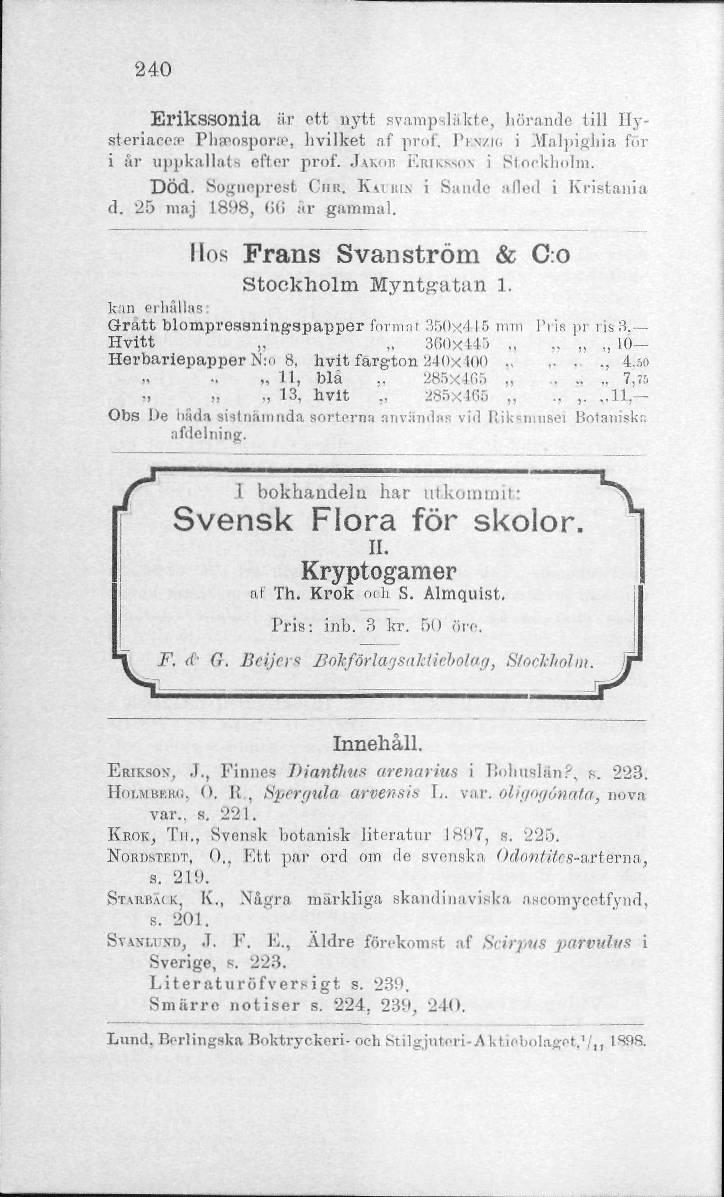 240
Erikssonia är ett nytt svampsläkte, hörande till Hy-
steriaceæ Phæosporæ, hvilket af prof. PENZIG i Malpighia för
i år uppkallats efter prof. JAKOB ERIKSSON i Stockholm.
Död. Sogneprest CHR. KAURIN i Sande afled i Kristania
d. 25 maj 1898, 66 år gammal.
Hos Frans Svanström & C:o
Stockholm Myntgatan 1.
kan erhållas:
Grått blompressningspapper format 350×445 mm Pris pr ris 3.—
Hvitt „ „ 360×445 „ „ „ „ 10—
Herbariepapper N:o 8, hvit färgton 240×400 „ „ „ „ 4.50
„ „ „ 11, blå „ 285×465 „ „ „ „ 7,75
„ „ „ 13, hvit „ 285×465 „ „ „ „ 11,—
Obs De båda sistnämnda sorterna användas vid Riksmusei Botaniska
afdelning.
I bokhandeln har utkommit:
Svensk Flora för skolor.
II.
Kryptogamer
af Th. Krok och S. Almquist.
Pris: inb. 3 kr. 50 öre.
F. & G. Beijers Bokförlagsaktiebolag, Stockholm.
Innehåll.
ERIKSON, J., Finnes Dianthus arenarius i Bohuslän?, s. 223.
HOLMBERG, O. R., Spergula arvensis L. var. oligogónata, nova
var., s. 221.
KROK, TH., Svensk botanisk literatur 1897, s. 225.
NORDSTEDT, O., Ett par ord om de svenska Odontites-arterna,
s. 219.
STARBÄCK, K., Några märkliga skandinaviska ascomycetfynd,
s. 201.
SVANLUND, J. F. E., Äldre förekomst af Scirpus parvulus i
Sverige, s. 223.
Literaturöfversigt s. 239.
Smärre notiser s. 224, 239, 240.
Lund, Berlingska Boktryckeri- och Stilgjuteri-Aktiebolaget, 1/11 1898.